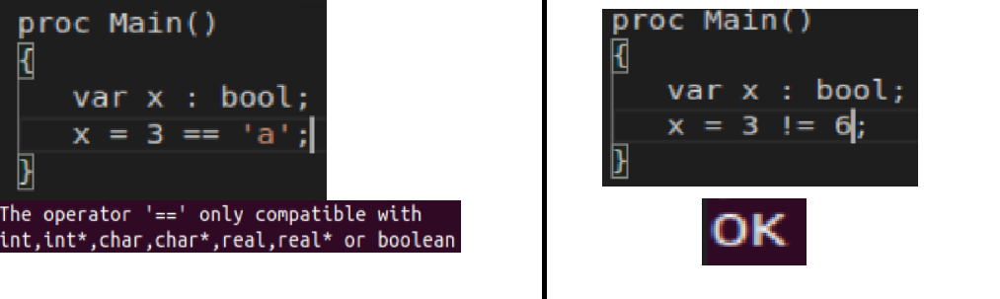 proc Main()
{
var x : bool;
x = 3 == 'a';
}
The operator '==' only compatible with
int,int*,char,char*,real,real* or boolean
proc Main()
{
var x : bool;
x = 3 != 6;
}
OK